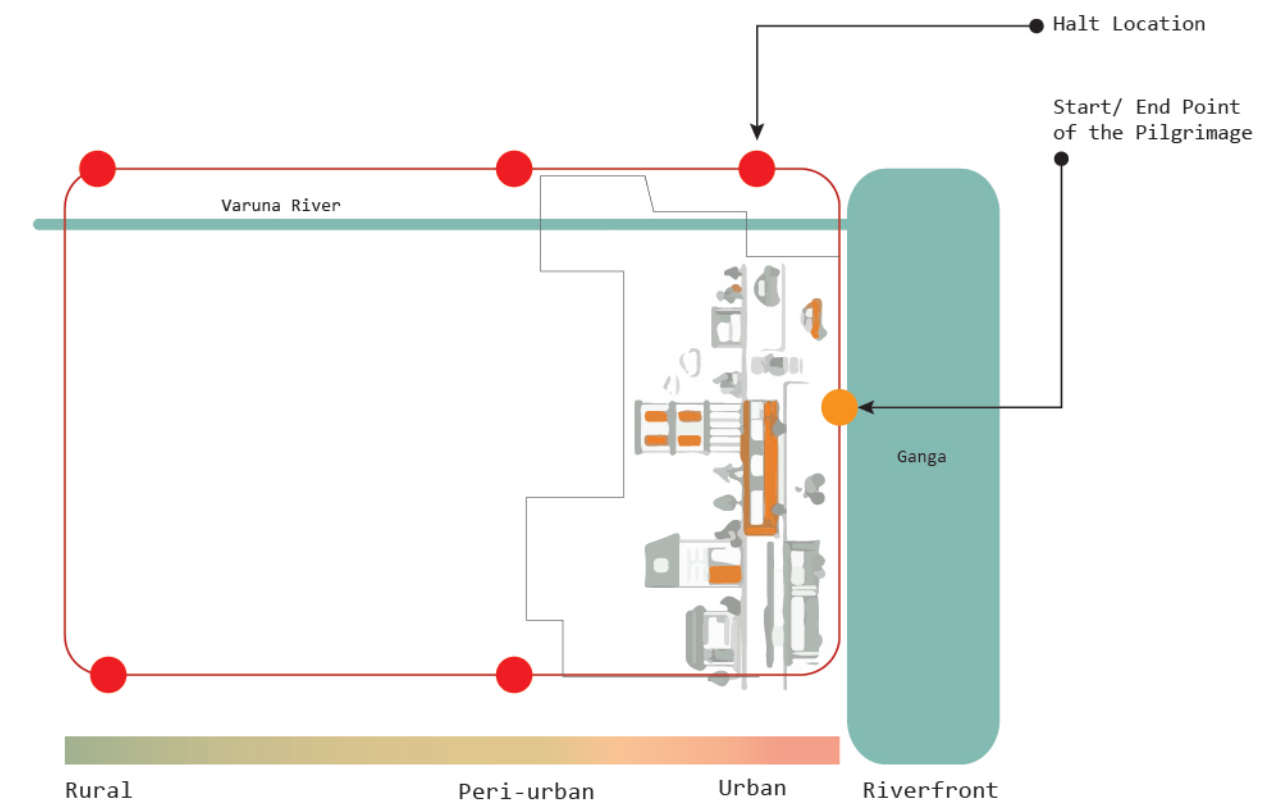 Halt Location
Start/ End Point
of the Pilgrimage
Varuna River
Ganga
Rural
Peri-urban
Urban
Riverfront